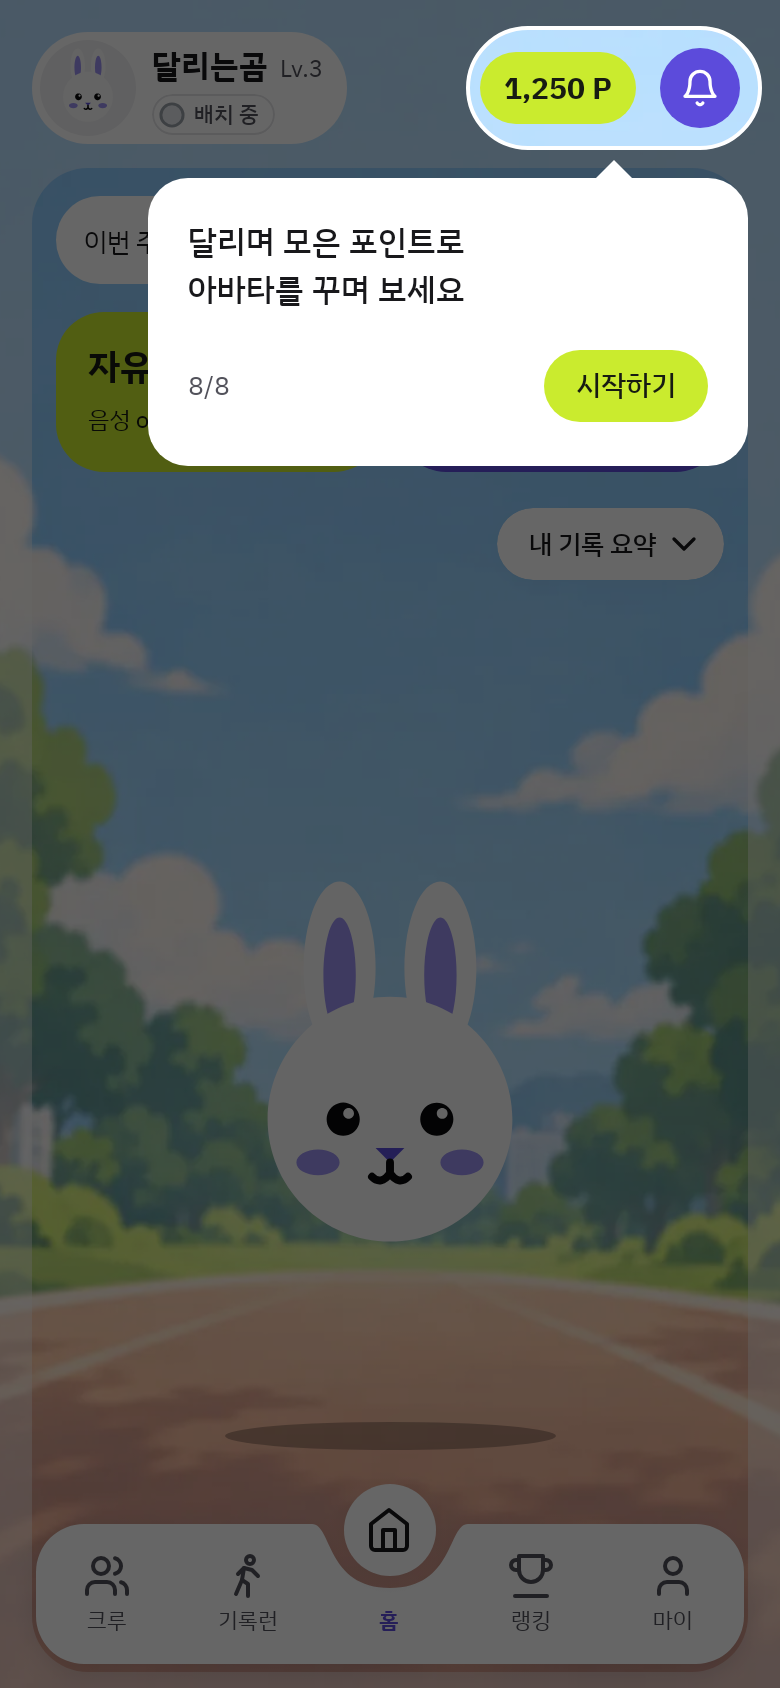 달리는곰 Lv.3
배치 중
1,250 P
이번
달리며 모은 포인트로
아바타를 꾸며 보세요
8/8
시작하기
자유
음성
내 기록 요약
크루
기록런
홈
랭킹
마이